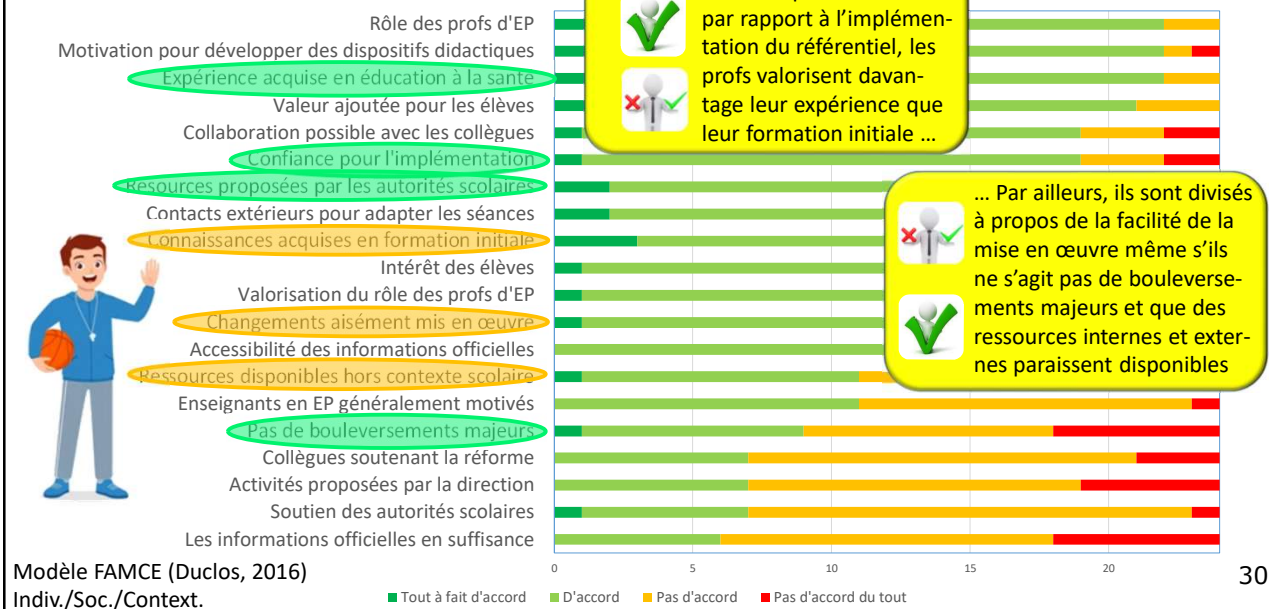 Rôle des profs d'EP
Motivation pour développer des dispositifs didactiques
Expérience acquise en éducation à la santé
Valeur ajoutée pour les élèves
Collaboration possible avec les collègues
Confiance pour l'implémentation
Resources proposées par les autorités scolaires
Contacts extérieurs pour adapter les séances
Connaissances acquises en formation initiale
Intérêt des élèves
Valorisation du rôle des profs d'EP
Changements aisément mis en œuvre
Accessibilité des informations officielles
Ressources disponibles hors contexte scolaire
Enseignants en EP généralement motivés
Pas de bouleversements majeurs
Collègues soutenant la réforme
Activités proposées par la direction
Soutien des autorités scolaires
Les informations officielles en suffisance
par rapport à l'implémen-
tation du référentiel, les
profs valorisent davan-
tage leur expérience que
leur formation initiale ...
... Par ailleurs, ils sont divisés
à propos de la facilité de la
mise en œuvre même s'ils
ne s'agit pas de bouleverse-
ments majeurs et que des
ressources internes et exter-
nes paraissent disponibles
0 5 10 15 20
Tout à fait d'accord D'accord Pas d'accord Pas d'accord du tout
Modèle FAMCE (Duclos, 2016)
Indiv./Soc./Context.
30